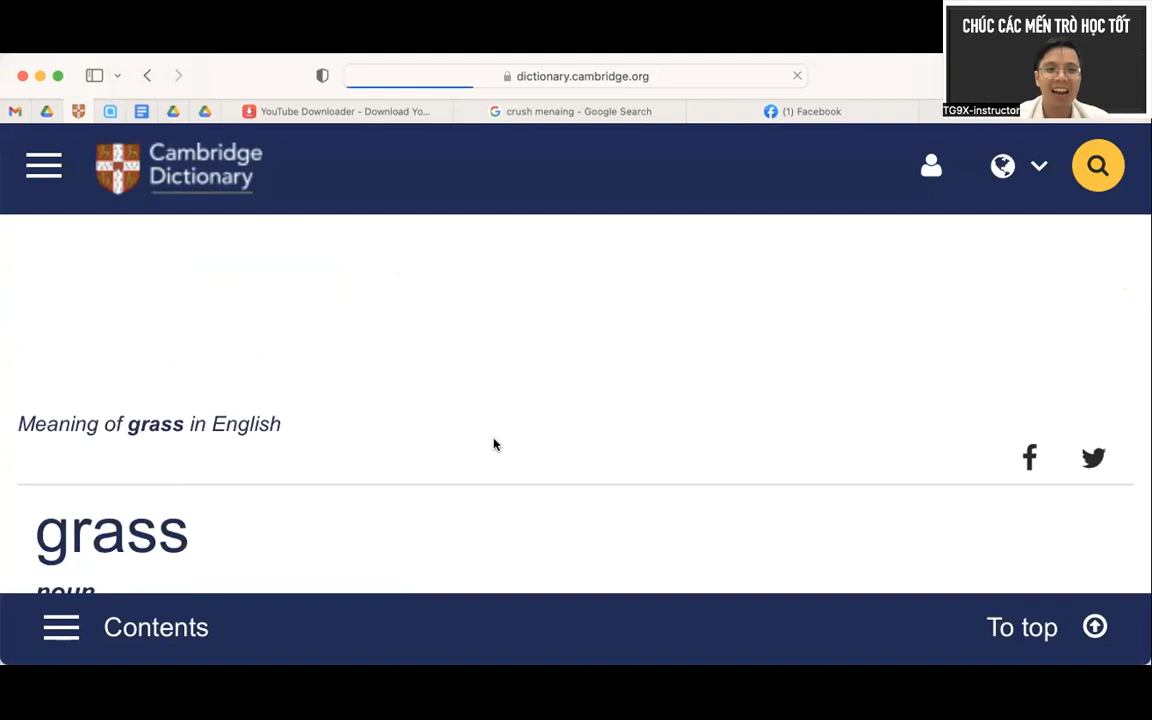 CHÚC CÁC MẾN TRÒ HỌC TỐT
TG9X-instructor
dictionary.cambridge.org
YouTube Downloader - Download Yo...
crush menaing - Google Search
(1) Facebook
Cambridge
Dictionary
Meaning of grass in English
grass
noun
Contents
To top